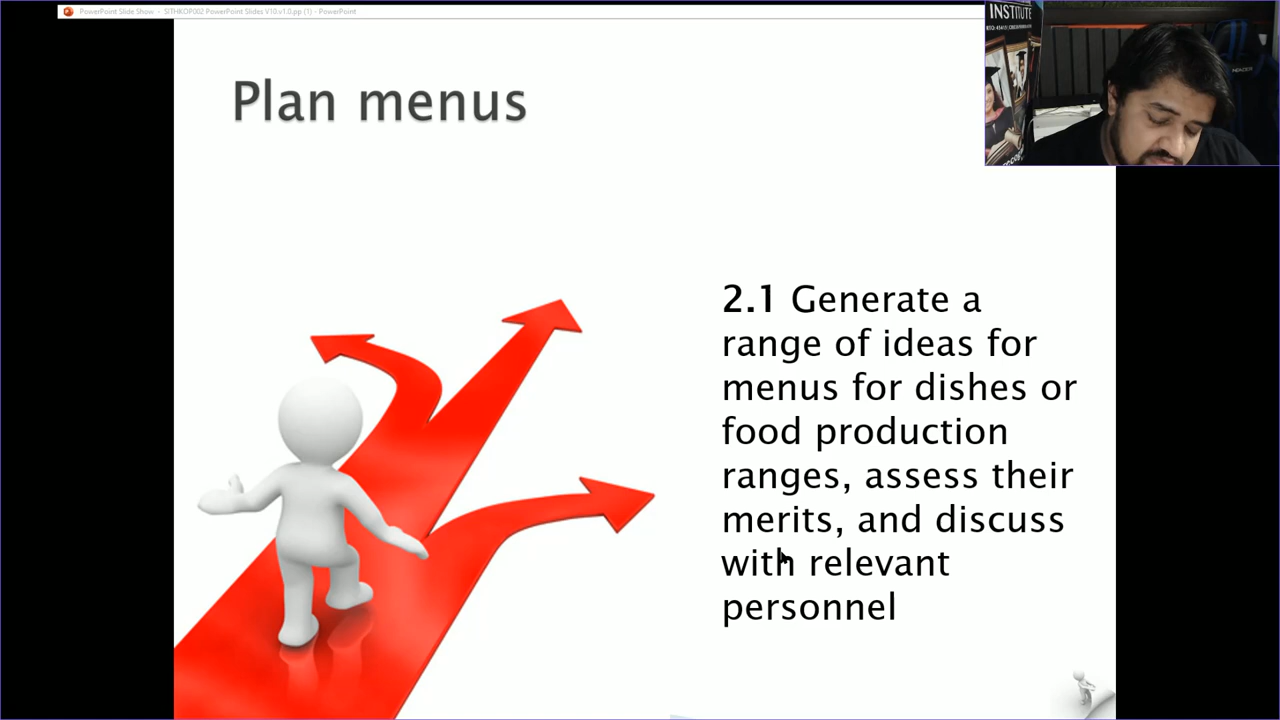 PowerPoint Slide Show - SITHKOP002 PowerPoint Slides V10.v1.0.pp (1) - PowerPoint
INSTITUTE
Plan menus
2.1 Generate a
range of ideas for
menus for dishes or
food production
ranges, assess their
merits, and discuss
with relevant
personnel